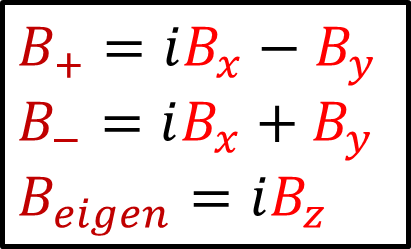 B₊ = iBₓ − B_y
B₋ = iBₓ + B_y
B_eigen = iB_z